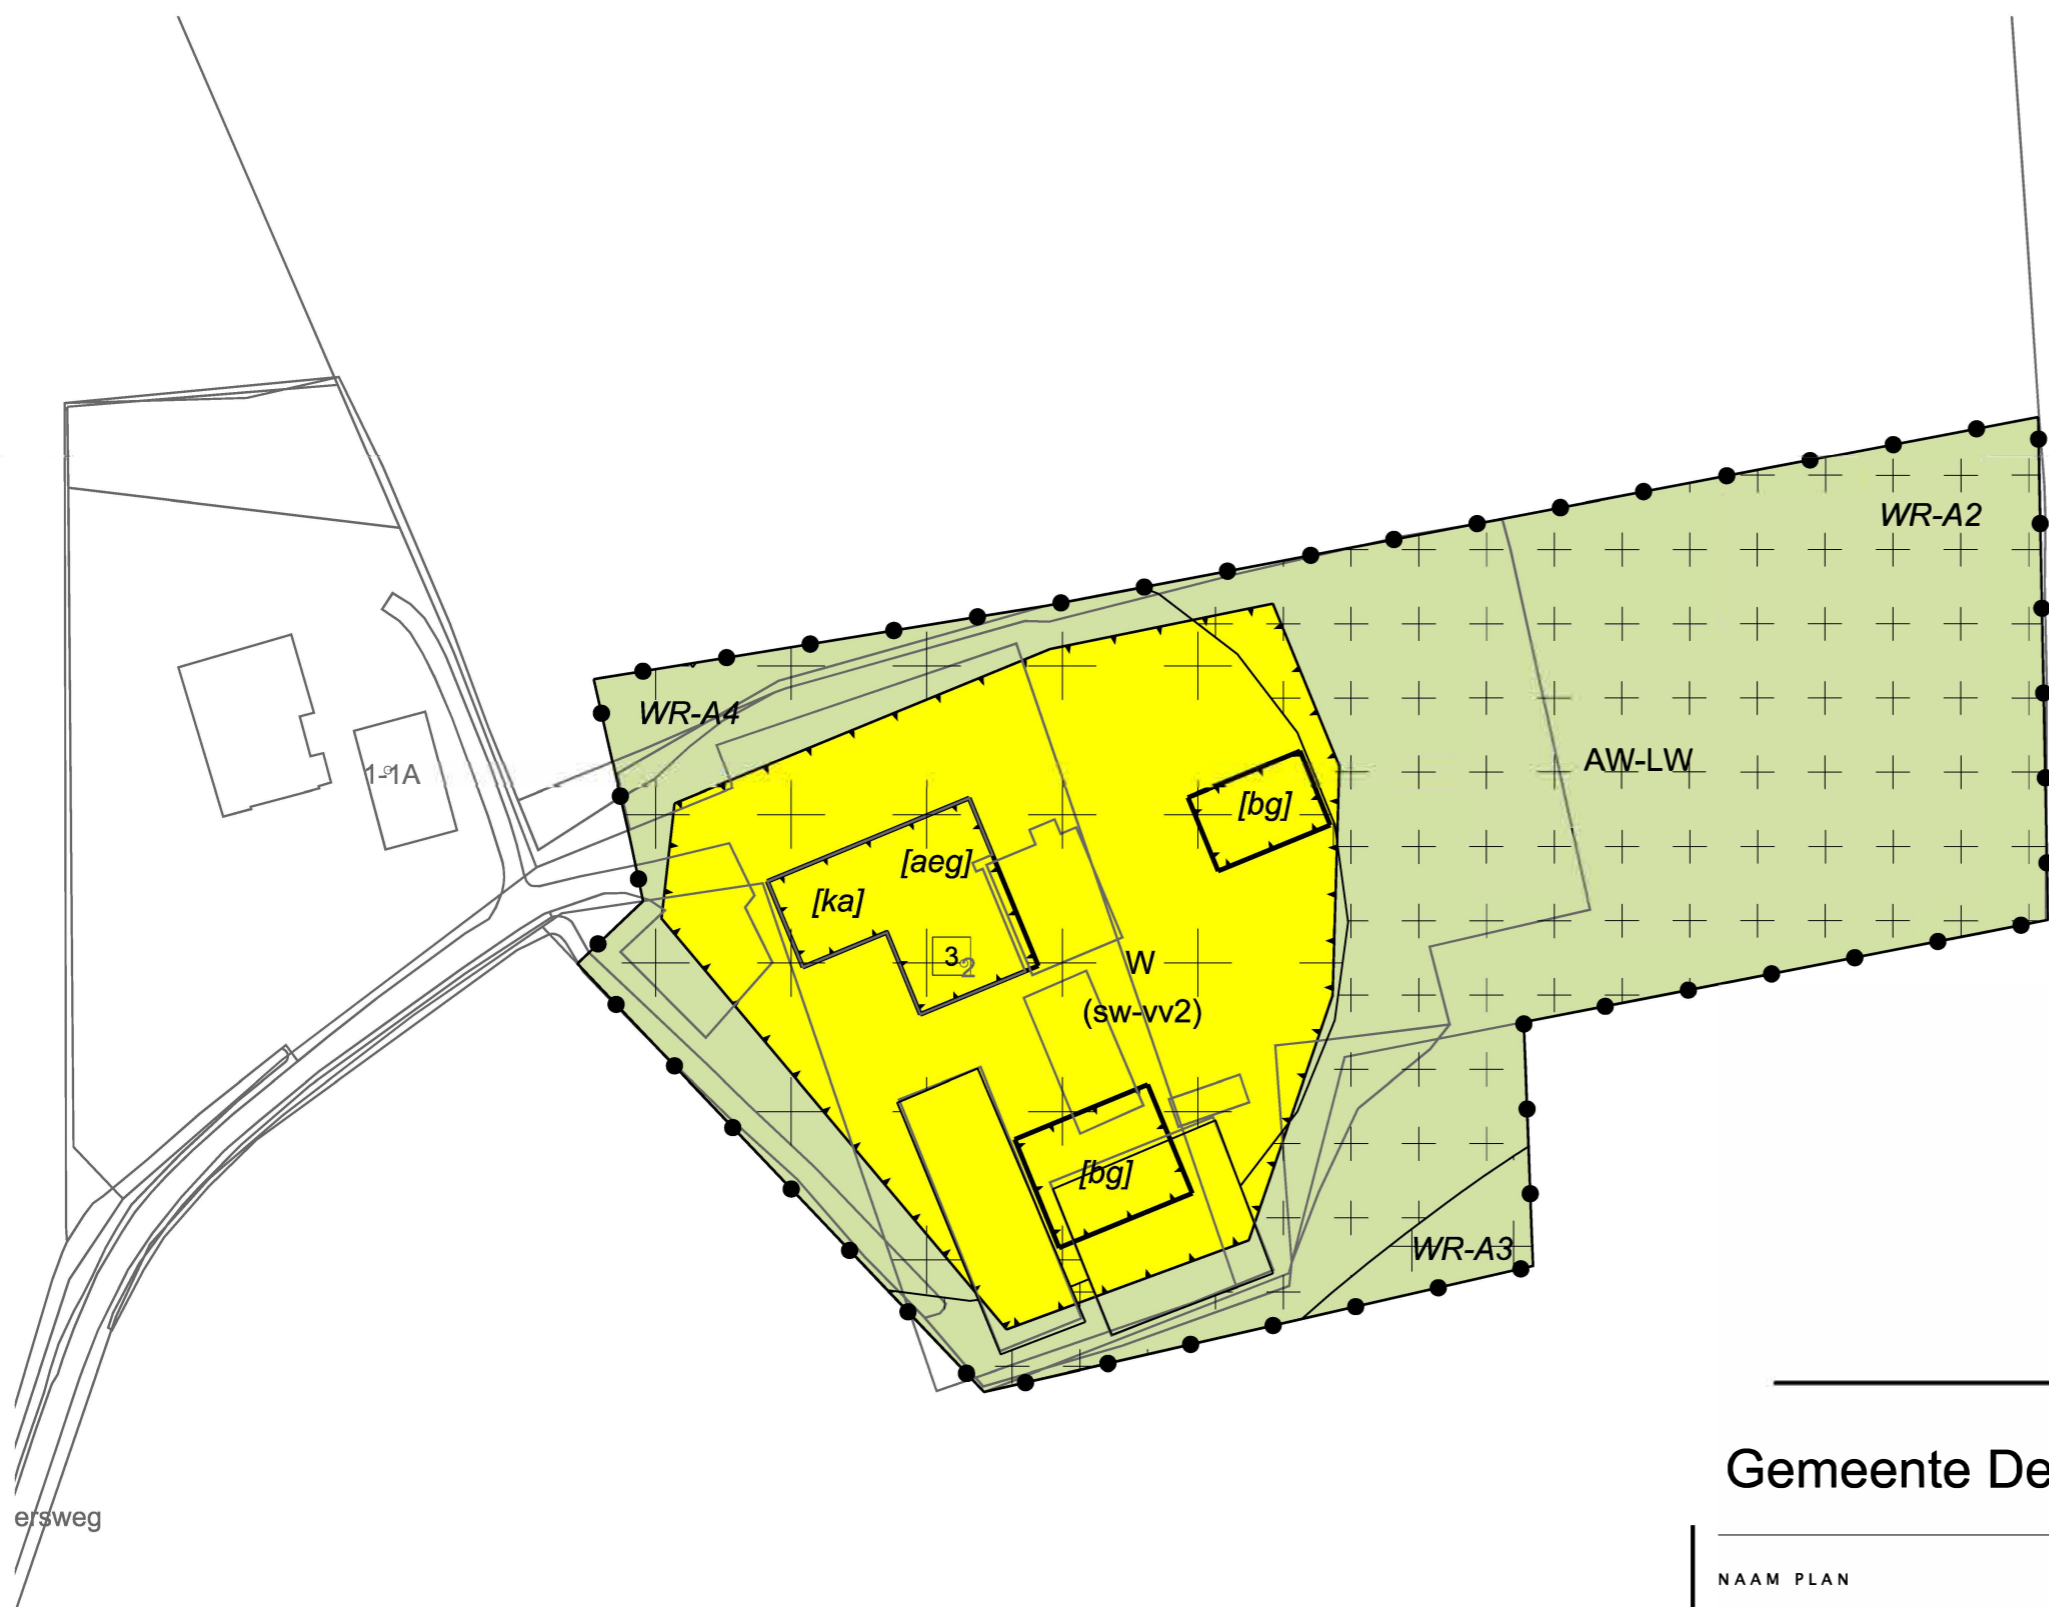 WR-A2
WR-A4
AW-LW
1-1A
[bg]
[aeg]
[ka]
3
2
W
(sw-vv2)
[bg]
WR-A3
Gemeente De
ersweg
NAAM PLAN